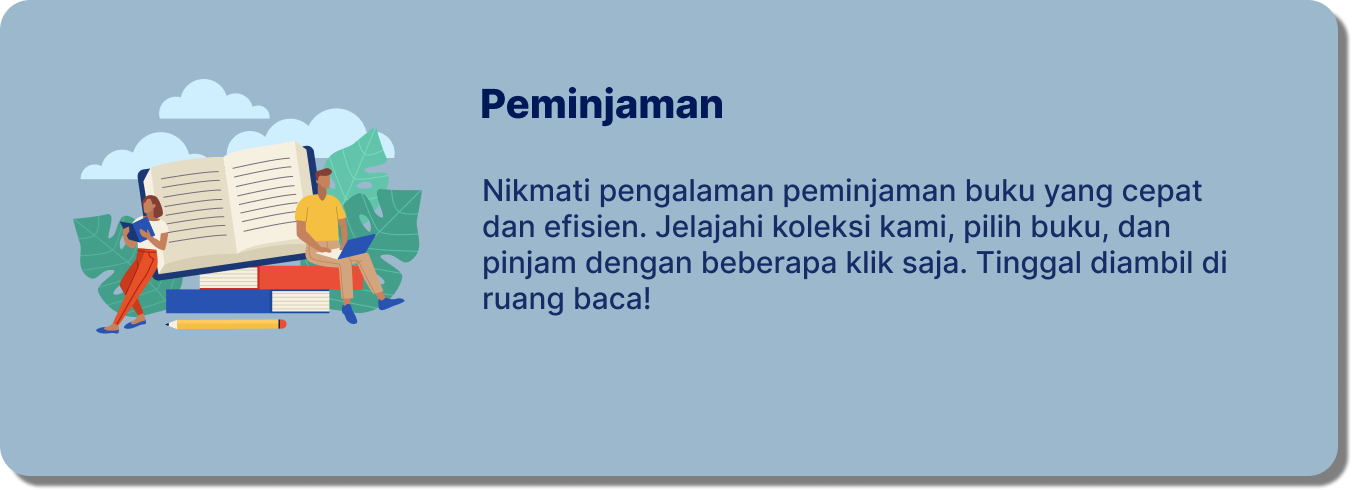 Peminjaman
Nikmati pengalaman peminjaman buku yang cepat
dan efisien. Jelajahi koleksi kami, pilih buku, dan
pinjam dengan beberapa klik saja. Tinggal diambil di
ruang baca!